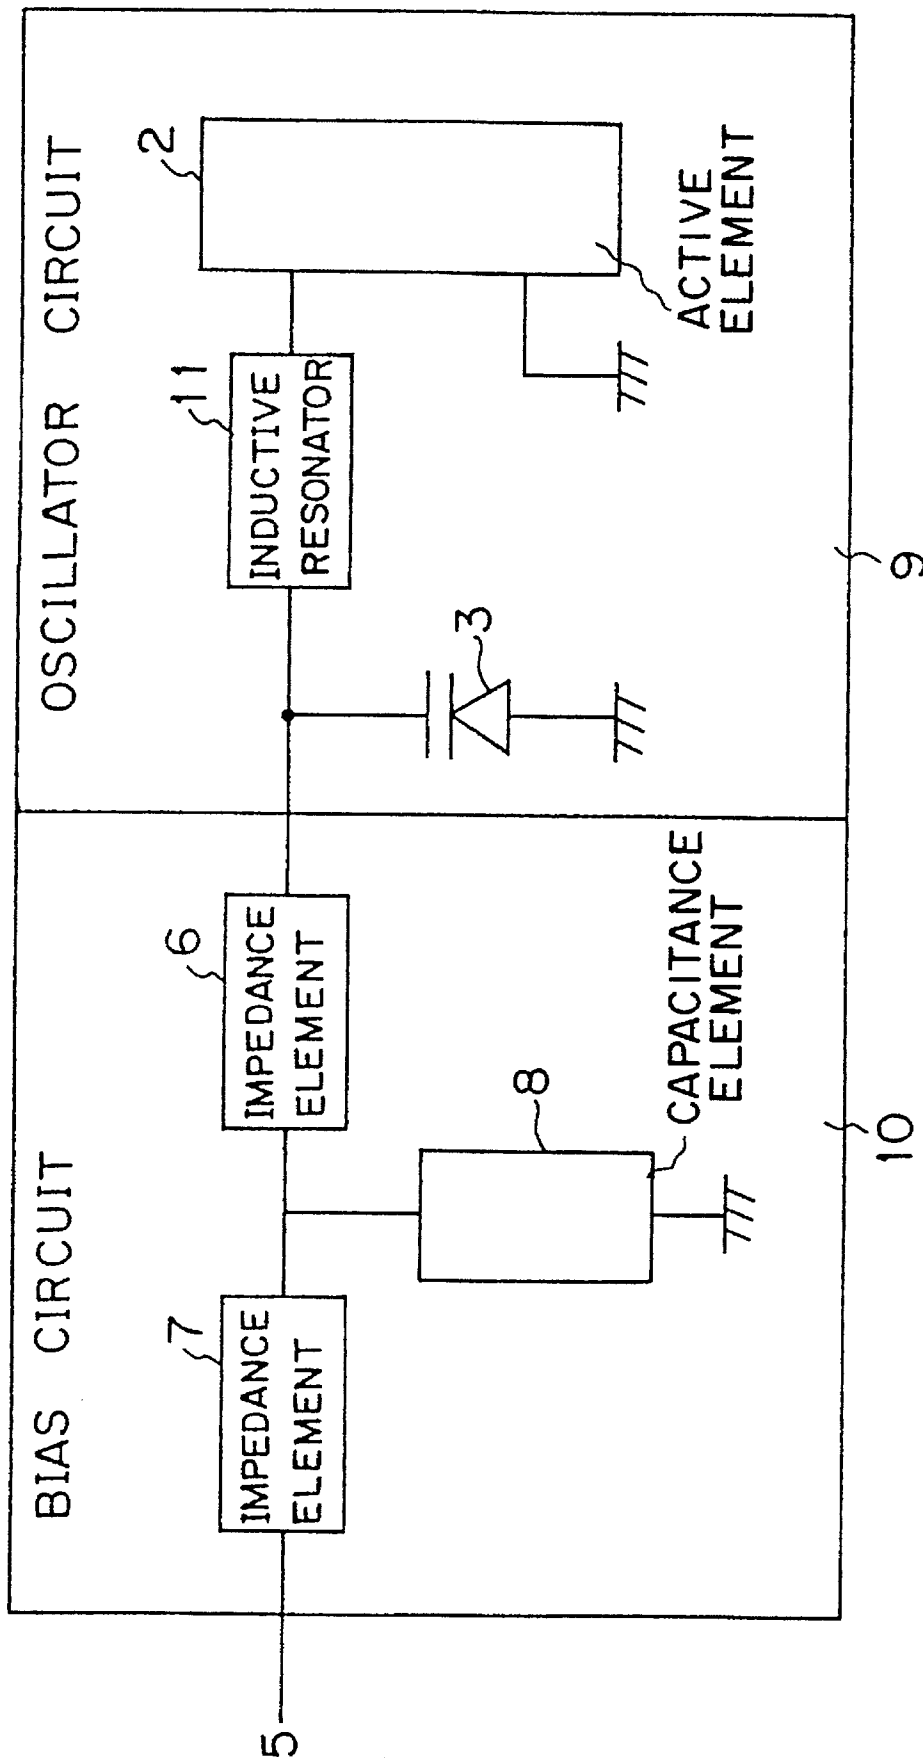 BIAS CIRCUIT
OSCILLATOR CIRCUIT
5
7
IMPEDANCE
ELEMENT
6
IMPEDANCE
ELEMENT
11
INDUCTIVE
RESONATOR
2
8
CAPACITANCE
ELEMENT
3
ACTIVE
ELEMENT
10
9